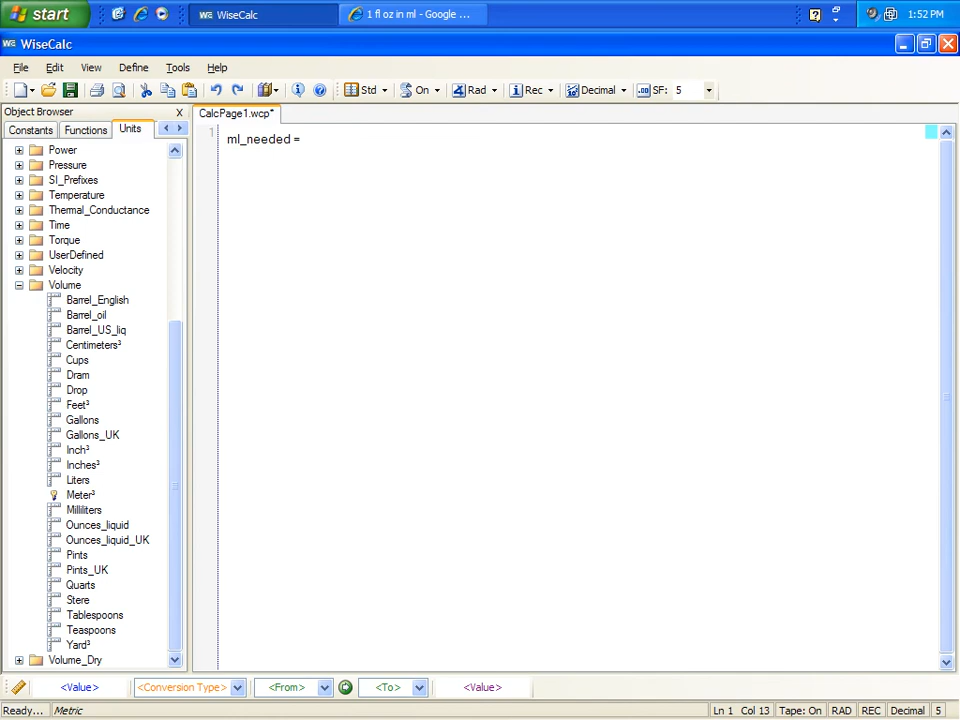 start
WiseCalc
1 fl oz in ml - Google ...
1:52 PM
WiseCalc
File Edit View Define Tools Help
Std On Rad Rec Decimal SF: 5
Object Browser X
CalcPage1.wcp*
Constants Functions Units
1
ml_needed =
Power
Pressure
SI_Prefixes
Temperature
Thermal_Conductance
Time
Torque
UserDefined
Velocity
Volume
Barrel_English
Barrel_oil
Barrel_US_liq
Centimeters³
Cups
Dram
Drop
Feet³
Gallons
Gallons_UK
Inch³
Inches³
Liters
Meter³
Milliliters
Ounces_liquid
Ounces_liquid_UK
Pints
Pints_UK
Quarts
Stere
Tablespoons
Teaspoons
Yard³
Volume_Dry
<Value> <Conversion Type> <From> <To> <Value>
Ready... Metric Ln 1 Col 13 Tape: On RAD REC Decimal 5